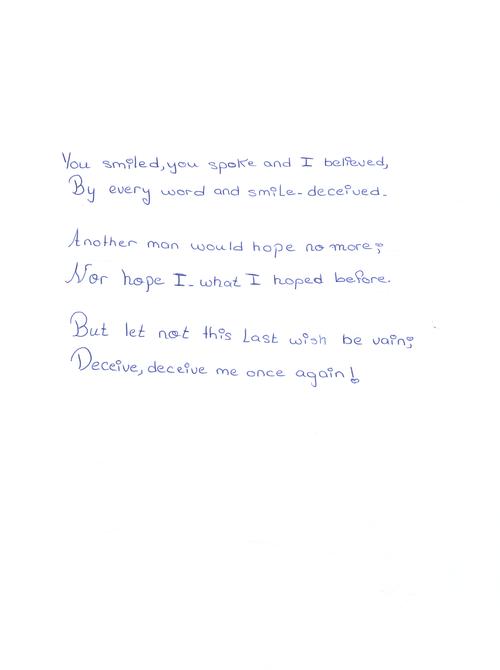 You smiled, you spoke and I believed,
By every word and smile - deceived.
Another man would hope no more;
Nor hope I - what I hoped before.
But let not this last wish be vain;
Deceive, deceive me once again!